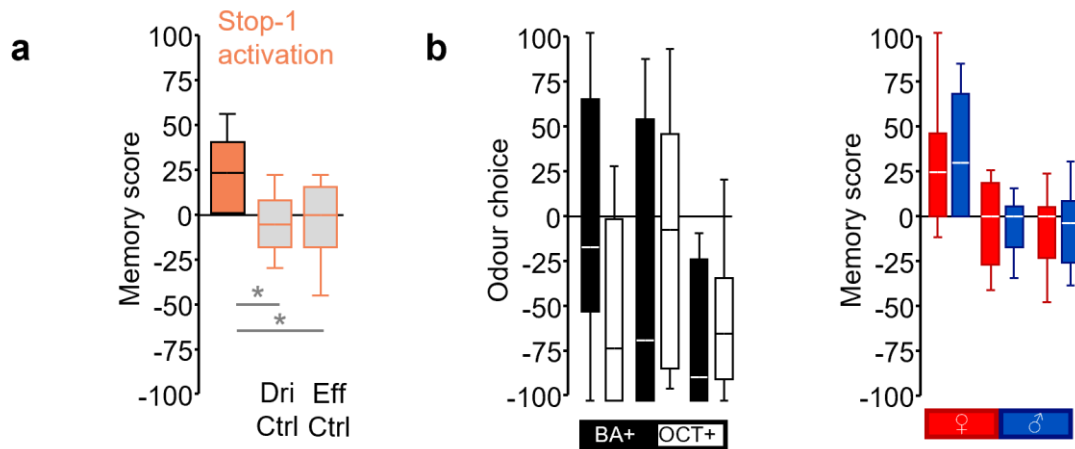 a
Stop-1
activation
Memory score
100
75
50
25
0
-25
-50
-75
-100
*
*
Dri
Ctrl
Eff
Ctrl
b
Odour choice
100
75
50
25
0
-25
-50
-75
-100
BA+
OCT+
Memory score
100
75
50
25
0
-25
-50
-75
-100
♀
♂